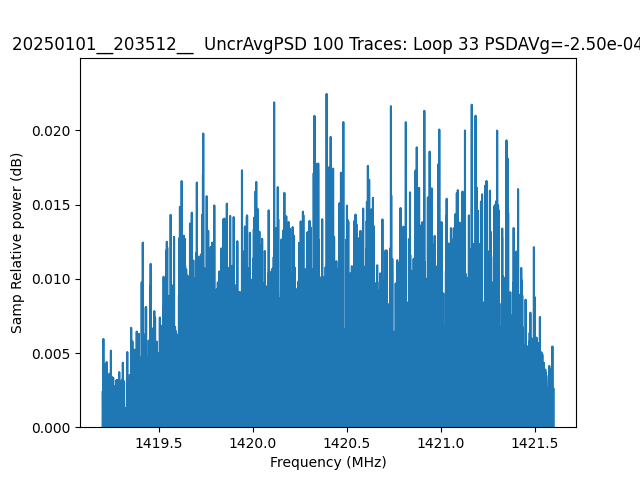 20250101__203512__  UncrAvgPSD 100 Traces: Loop 33 PSDAVg=-2.50e-04
Samp Relative power (dB)
0.020
0.015
0.010
0.005
0.000
1419.5 1420.0 1420.5 1421.0 1421.5
Frequency (MHz)